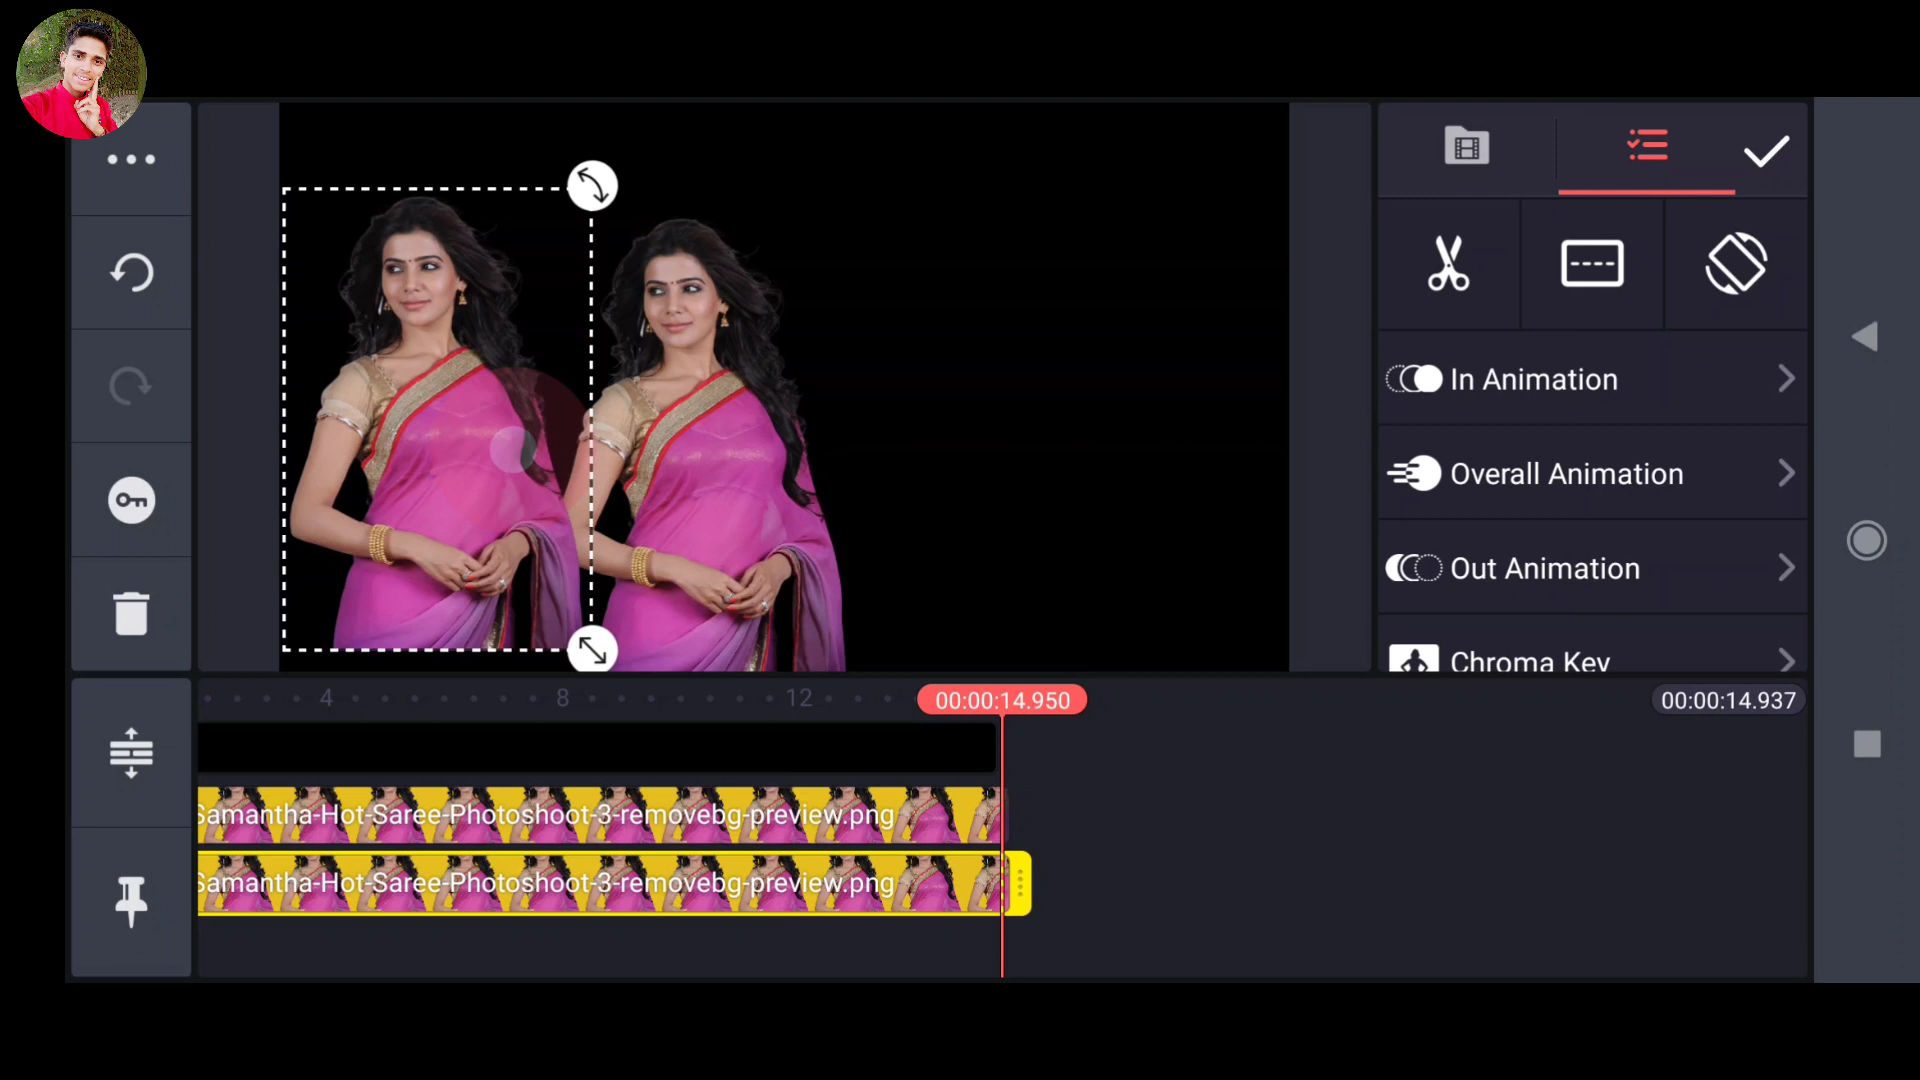 In Animation
Overall Animation
Out Animation
Chroma Key
4 8 12 00:00:14.950 00:00:14.937
Samantha-Hot-Saree-Photoshoot-3-removebg-preview.png
Samantha-Hot-Saree-Photoshoot-3-removebg-preview.png